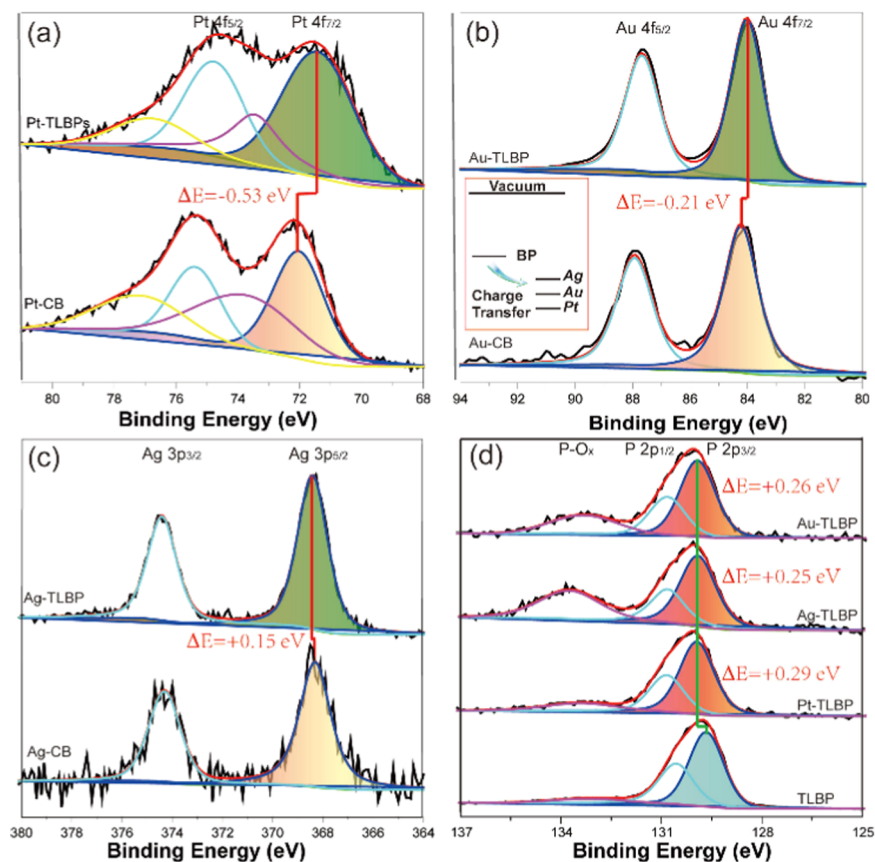 (a)
Pt 4f5/2 Pt 4f7/2
Pt-TLBPs
ΔE=-0.53 eV
Pt-CB
80 78 76 74 72 70 68
Binding Energy (eV)
(b)
Au 4f5/2 Au 4f7/2
Au-TLBP
Vacuum
ΔE=-0.21 eV
BP
Ag
Charge Au
Transfer Pt
Au-CB
94 92 90 88 86 84 82 80
Binding Energy (eV)
(c)
Ag 3p3/2 Ag 3p5/2
Ag-TLBP
ΔE=+0.15 eV
Ag-CB
380 378 376 374 372 370 368 366 364
Binding Energy (eV)
(d)
P-Ox P 2p1/2 P 2p3/2
ΔE=+0.26 eV
Au-TLBP
ΔE=+0.25 eV
Ag-TLBP
ΔE=+0.29 eV
Pt-TLBP
TLBP
137 134 131 128 125
Binding Energy (eV)